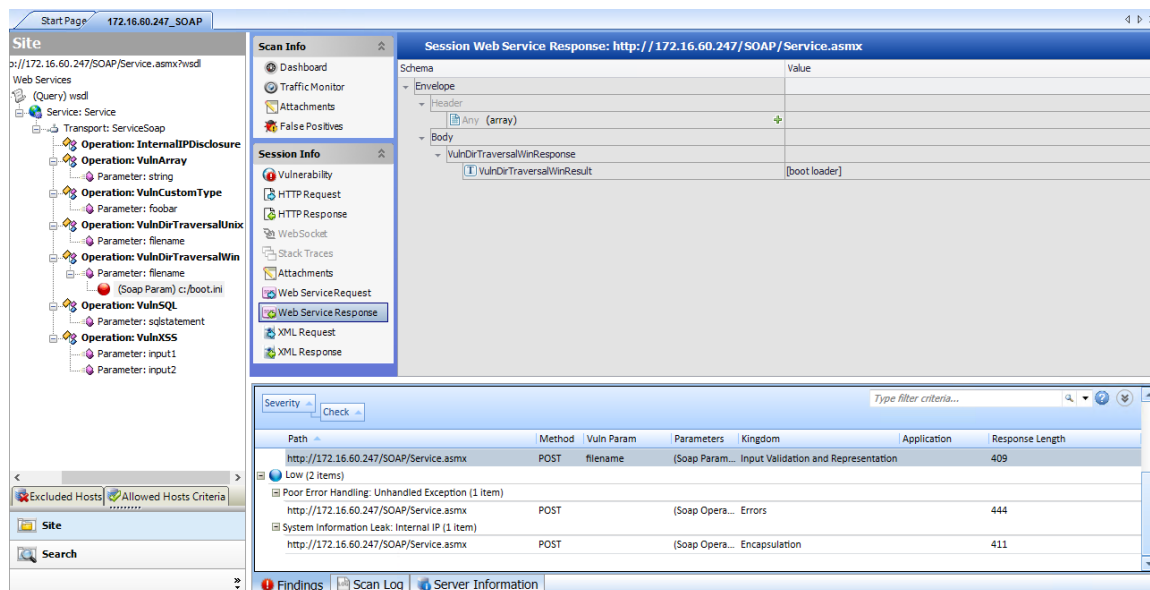 Start Page
172.16.60.247_SOAP
Site
://172.16.60.247/SOAP/Service.asmx?wsdl
Web Services
(Query) wsdl
Service: Service
Transport: ServiceSoap
Operation: InternalIPDisclosure
Operation: VulnArray
Parameter: string
Operation: VulnCustomType
Parameter: foobar
Operation: VulnDirTraversalUnix
Parameter: filename
Operation: VulnDirTraversalWin
Parameter: filename
(Soap Param) c:/boot.ini
Operation: VulnSQL
Parameter: sqlstatement
Operation: VulnXSS
Parameter: input1
Parameter: input2
Excluded Hosts
Allowed Hosts Criteria
Site
Search
Scan Info
Dashboard
Traffic Monitor
Attachments
False Positives
Session Info
Vulnerability
HTTP Request
HTTP Response
WebSocket
Stack Traces
Attachments
Web Service Request
Web Service Response
XML Request
XML Response
Session Web Service Response: http://172.16.60.247/SOAP/Service.asmx
Schema Value
Envelope
Header
Any (array)
Body
VulnDirTraversalWinResponse
VulnDirTraversalWinResult [boot loader]
Severity
Check
Type filter criteria...
Path Method Vuln Param Parameters Kingdom Application Response Length
http://172.16.60.247/SOAP/Service.asmx POST filename (Soap Param... Input Validation and Representation 409
Low (2 items)
Poor Error Handling: Unhandled Exception (1 item)
http://172.16.60.247/SOAP/Service.asmx POST (Soap Opera... Errors 444
System Information Leak: Internal IP (1 item)
http://172.16.60.247/SOAP/Service.asmx POST (Soap Opera... Encapsulation 411
Findings
Scan Log
Server Information